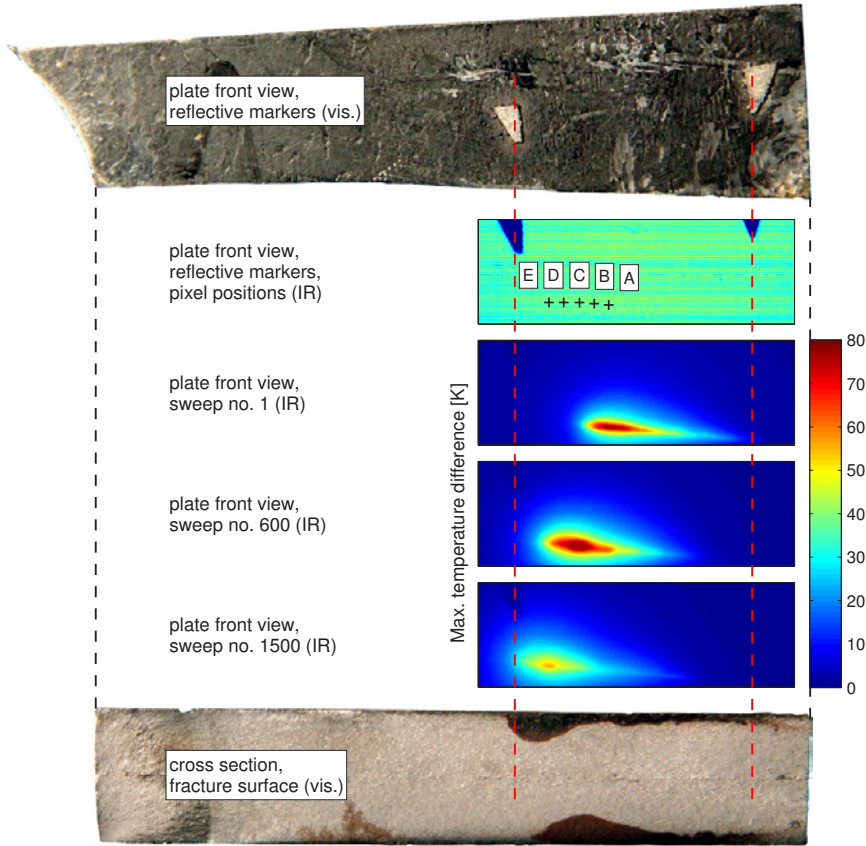 plate front view,
reflective markers (vis.)
plate front view,
reflective markers,
pixel positions (IR)
E D C B A
+ + + + +
plate front view,
sweep no. 1 (IR)
plate front view,
sweep no. 600 (IR)
plate front view,
sweep no. 1500 (IR)
Max. temperature difference [K]
80
70
60
50
40
30
20
10
0
cross section,
fracture surface (vis.)